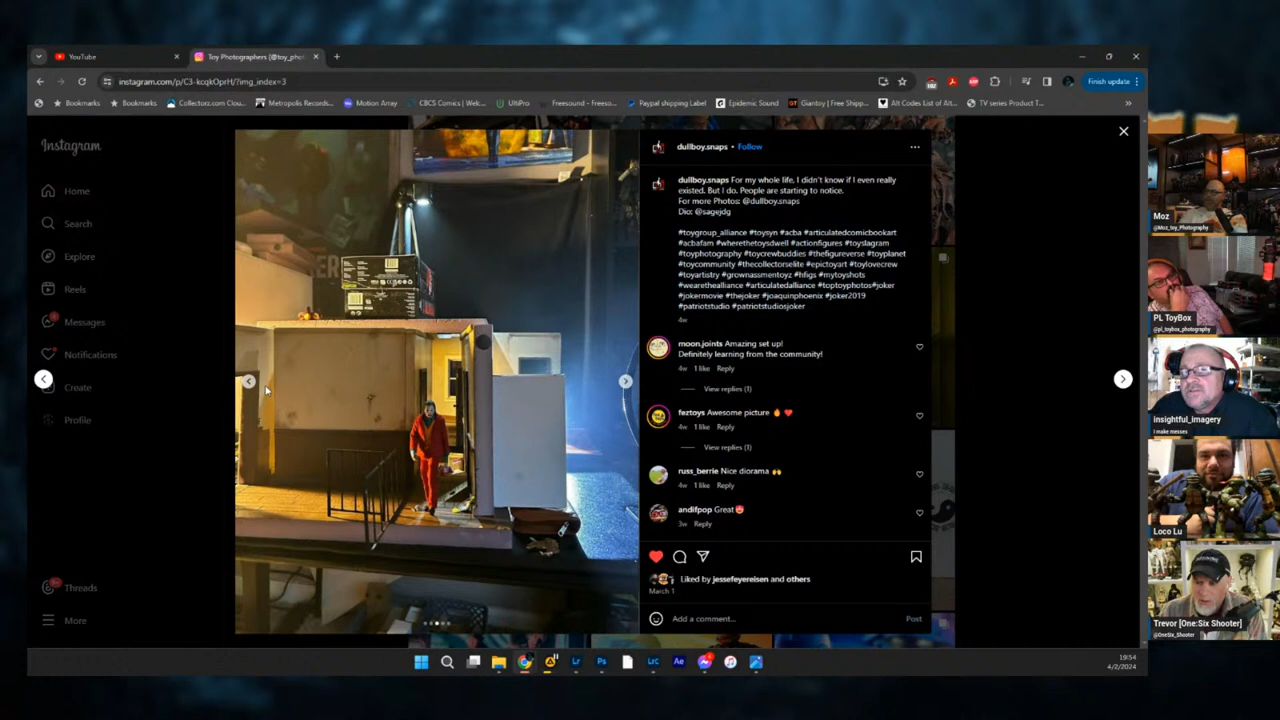 YouTube
Toy Photographers (@toy_phot
instagram.com/p/C3-kcqkOprH/?img_index=3
Finish update
Bookmarks
Bookmarks
Collectorz.com Clou...
Metropolis Records...
Motion Array
CBCS Comics | Wel...
UltiPro
Freesound - Freeso...
Paypal shipping Label
Epidemic Sound
Giantoy | Free Shipp...
Alt Codes List of Alt...
TV series Product T...
Instagram
Home
Search
Explore
Reels
Messages
Notifications
Create
Profile
Threads
More
dullboy.snaps • Follow
dullboy.snaps For my whole life, I didn't know if I even really
existed. But I do. People are starting to notice.
For more Photos: @dullboy.snaps
Dio: @sagejdg
#toygroup_alliance #toysyn #acba #articulatedcomicbookart
#acbafam #wherethetoysdwell #actionfigures #toyslagram
#toyphotography #toycrewbuddies #thefigureverse #toyplanet
#toycommunity #thecollectorselite #epictoyart #toylovecrew
#toyartistry #grownassmentoyz #hfigs #mytoyshots
#wearethealliance #articulatedalliance #toptoyphotos#joker
#jokermovie #thejoker #joaquinphoenix #joker2019
#patriotstudio #patriotstudiosjoker
4w
moon.joints Amazing set up!
Definitely learning from the community!
4w 1 like Reply
View replies (1)
feztoys Awesome picture 🔥 ❤️
4w 1 like Reply
View replies (1)
russ_berrie Nice diorama 🙌
4w 1 like Reply
andifpop Great😍
3w Reply
Liked by jessefeyereisen and others
March 1
Add a comment...
Post
Moz
@Moz_toy_Photography
PL ToyBox
@pl_toybox_photography
insightful_imagery
I make messes
Loco Lu
Trevor [One:Six Shooter]
@OneSix_Shooter
19:54
4/2/2024